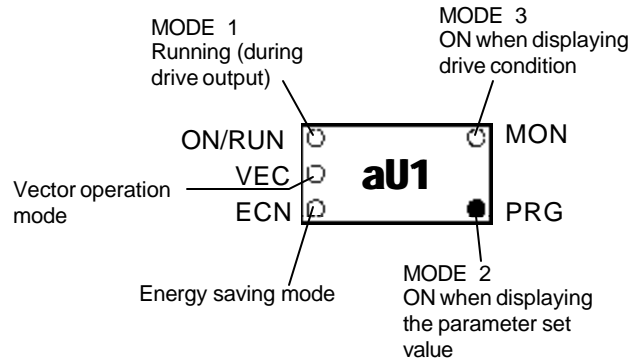 MODE 1
Running (during
drive output)
MODE 3
ON when displaying
drive condition
ON/RUN
MON
VEC
aU1
Vector operation
mode
ECN
PRG
Energy saving mode
MODE 2
ON when displaying
the parameter set
value